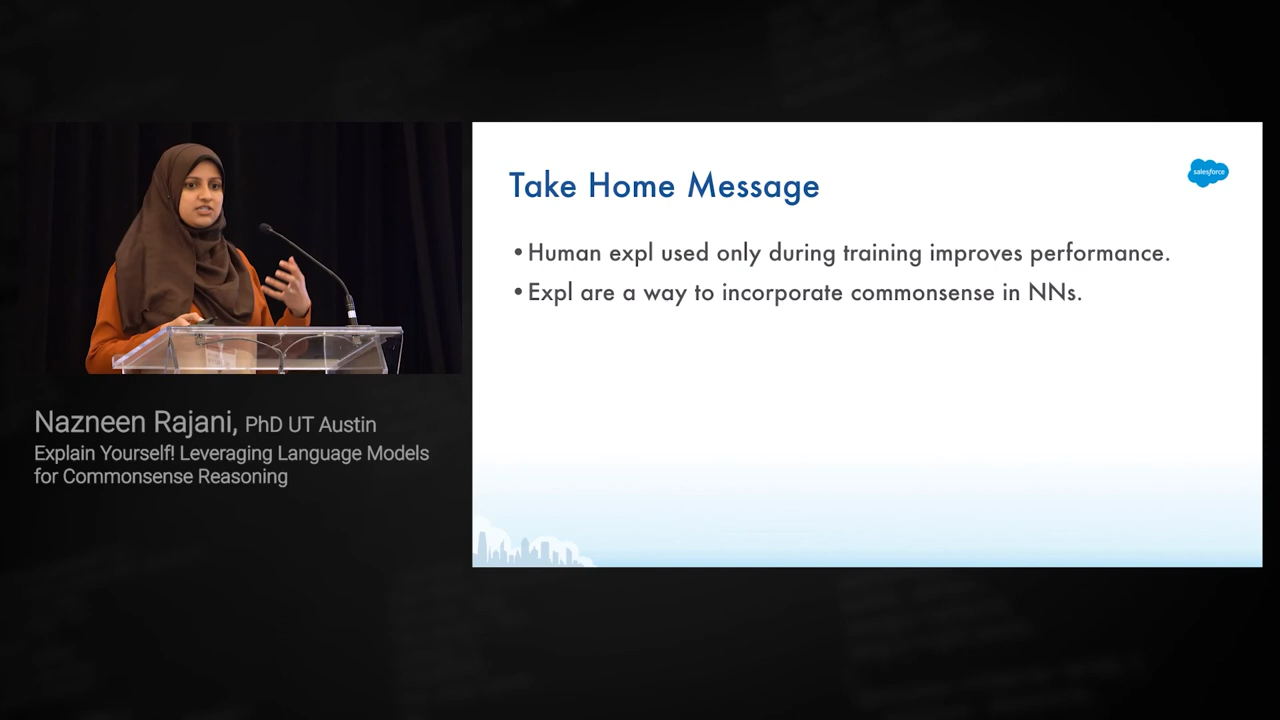 Take Home Message
salesforce
•Human expl used only during training improves performance.
•Expl are a way to incorporate commonsense in NNs.
Nazneen Rajani, PhD UT Austin
Explain Yourself! Leveraging Language Models
for Commonsense Reasoning